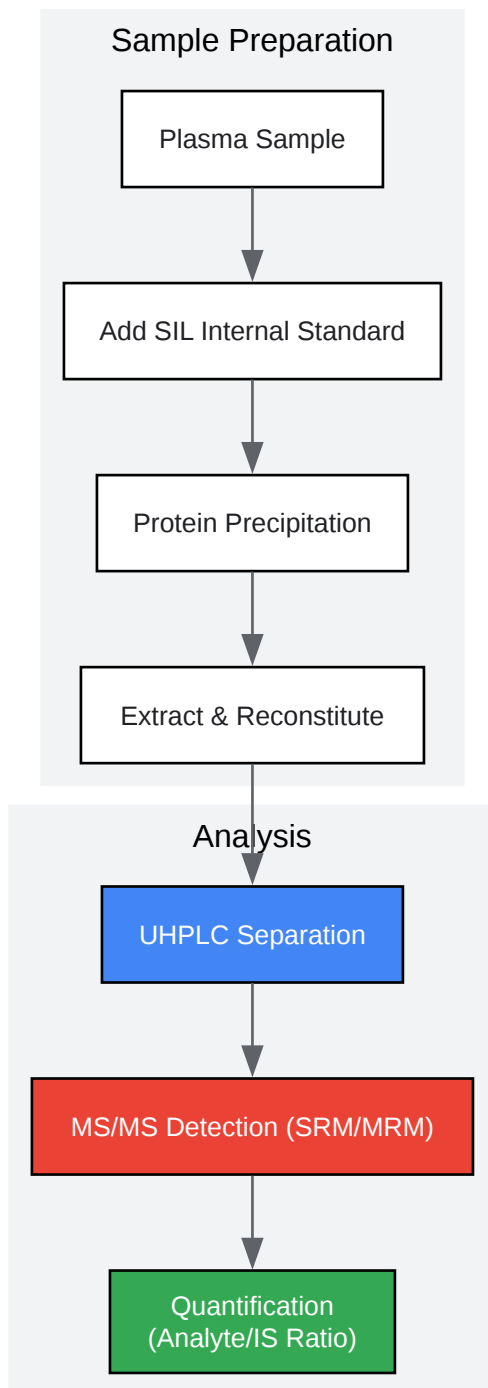 Sample Preparation
Plasma Sample
Add SIL Internal Standard
Protein Precipitation
Extract & Reconstitute
Analysis
UHPLC Separation
MS/MS Detection (SRM/MRM)
Quantification
(Analyte/IS Ratio)